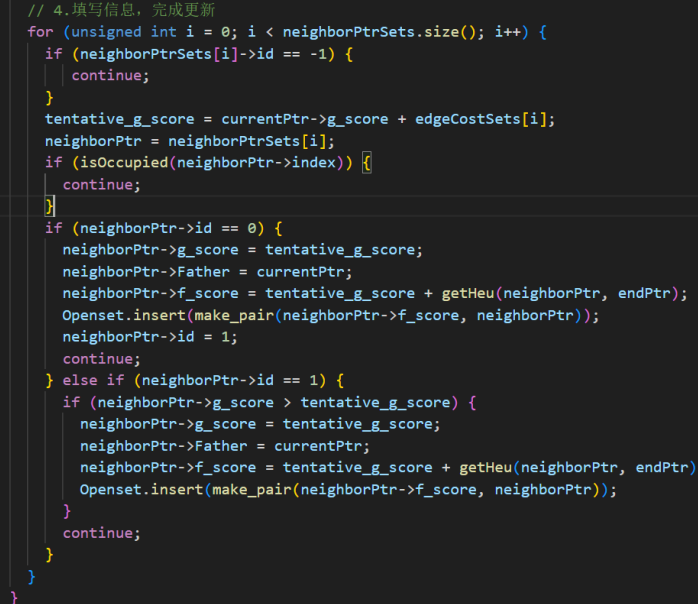 // 4.填写信息，完成更新
for (unsigned int i = 0; i < neighborPtrSets.size(); i++) {
if (neighborPtrSets[i]->id == -1) {
continue;
}
tentative_g_score = currentPtr->g_score + edgeCostSets[i];
neighborPtr = neighborPtrSets[i];
if (isOccupied(neighborPtr->index)) {
continue;
}
if (neighborPtr->id == 0) {
neighborPtr->g_score = tentative_g_score;
neighborPtr->Father = currentPtr;
neighborPtr->f_score = tentative_g_score + getHeu(neighborPtr, endPtr);
Openset.insert(make_pair(neighborPtr->f_score, neighborPtr));
neighborPtr->id = 1;
continue;
} else if (neighborPtr->id == 1) {
if (neighborPtr->g_score > tentative_g_score) {
neighborPtr->g_score = tentative_g_score;
neighborPtr->Father = currentPtr;
neighborPtr->f_score = tentative_g_score + getHeu(neighborPtr, endPtr)
Openset.insert(make_pair(neighborPtr->f_score, neighborPtr));
}
continue;
}
}
}